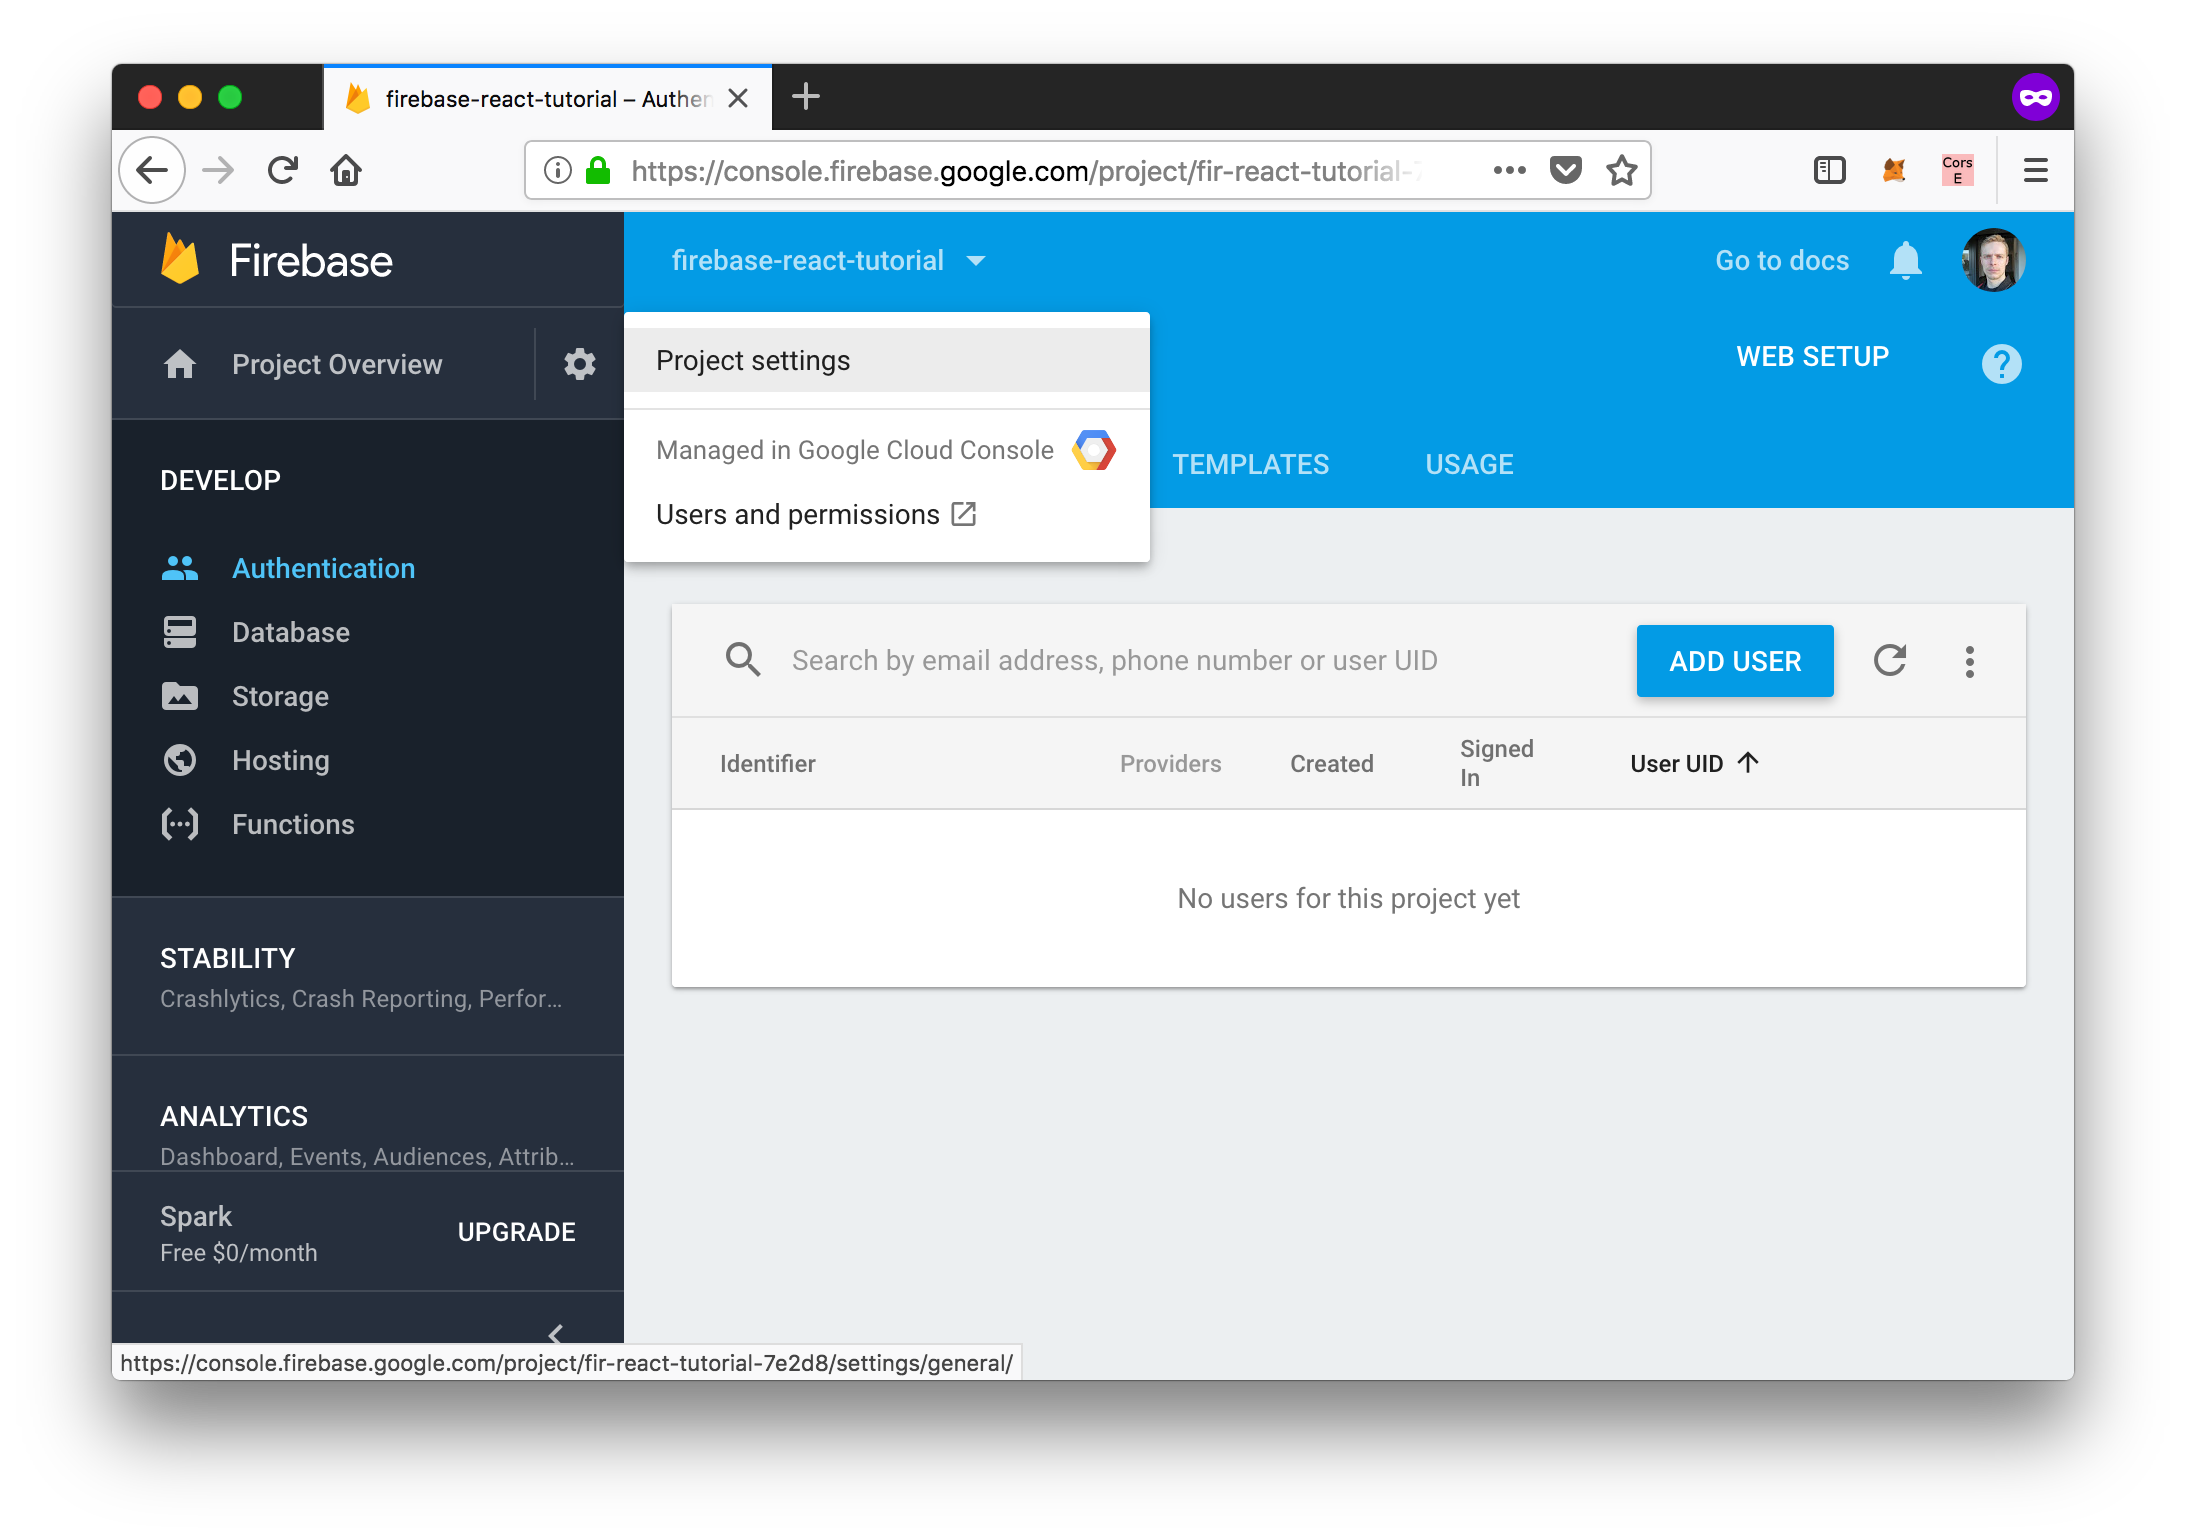 firebase-react-tutorial – Authen
https://console.firebase.google.com/project/fir-react-tutorial-
Cors
E
Firebase
firebase-react-tutorial
Go to docs
Project Overview
Project settings
WEB SETUP
?
Managed in Google Cloud Console
Users and permissions
TEMPLATES
USAGE
DEVELOP
Authentication
Database
Storage
Hosting
Functions
Search by email address, phone number or user UID
ADD USER
Identifier
Providers
Created
Signed
In
User UID
No users for this project yet
STABILITY
Crashlytics, Crash Reporting, Perfor...
ANALYTICS
Dashboard, Events, Audiences, Attrib...
Spark
Free $0/month
UPGRADE
https://console.firebase.google.com/project/fir-react-tutorial-7e2d8/settings/general/